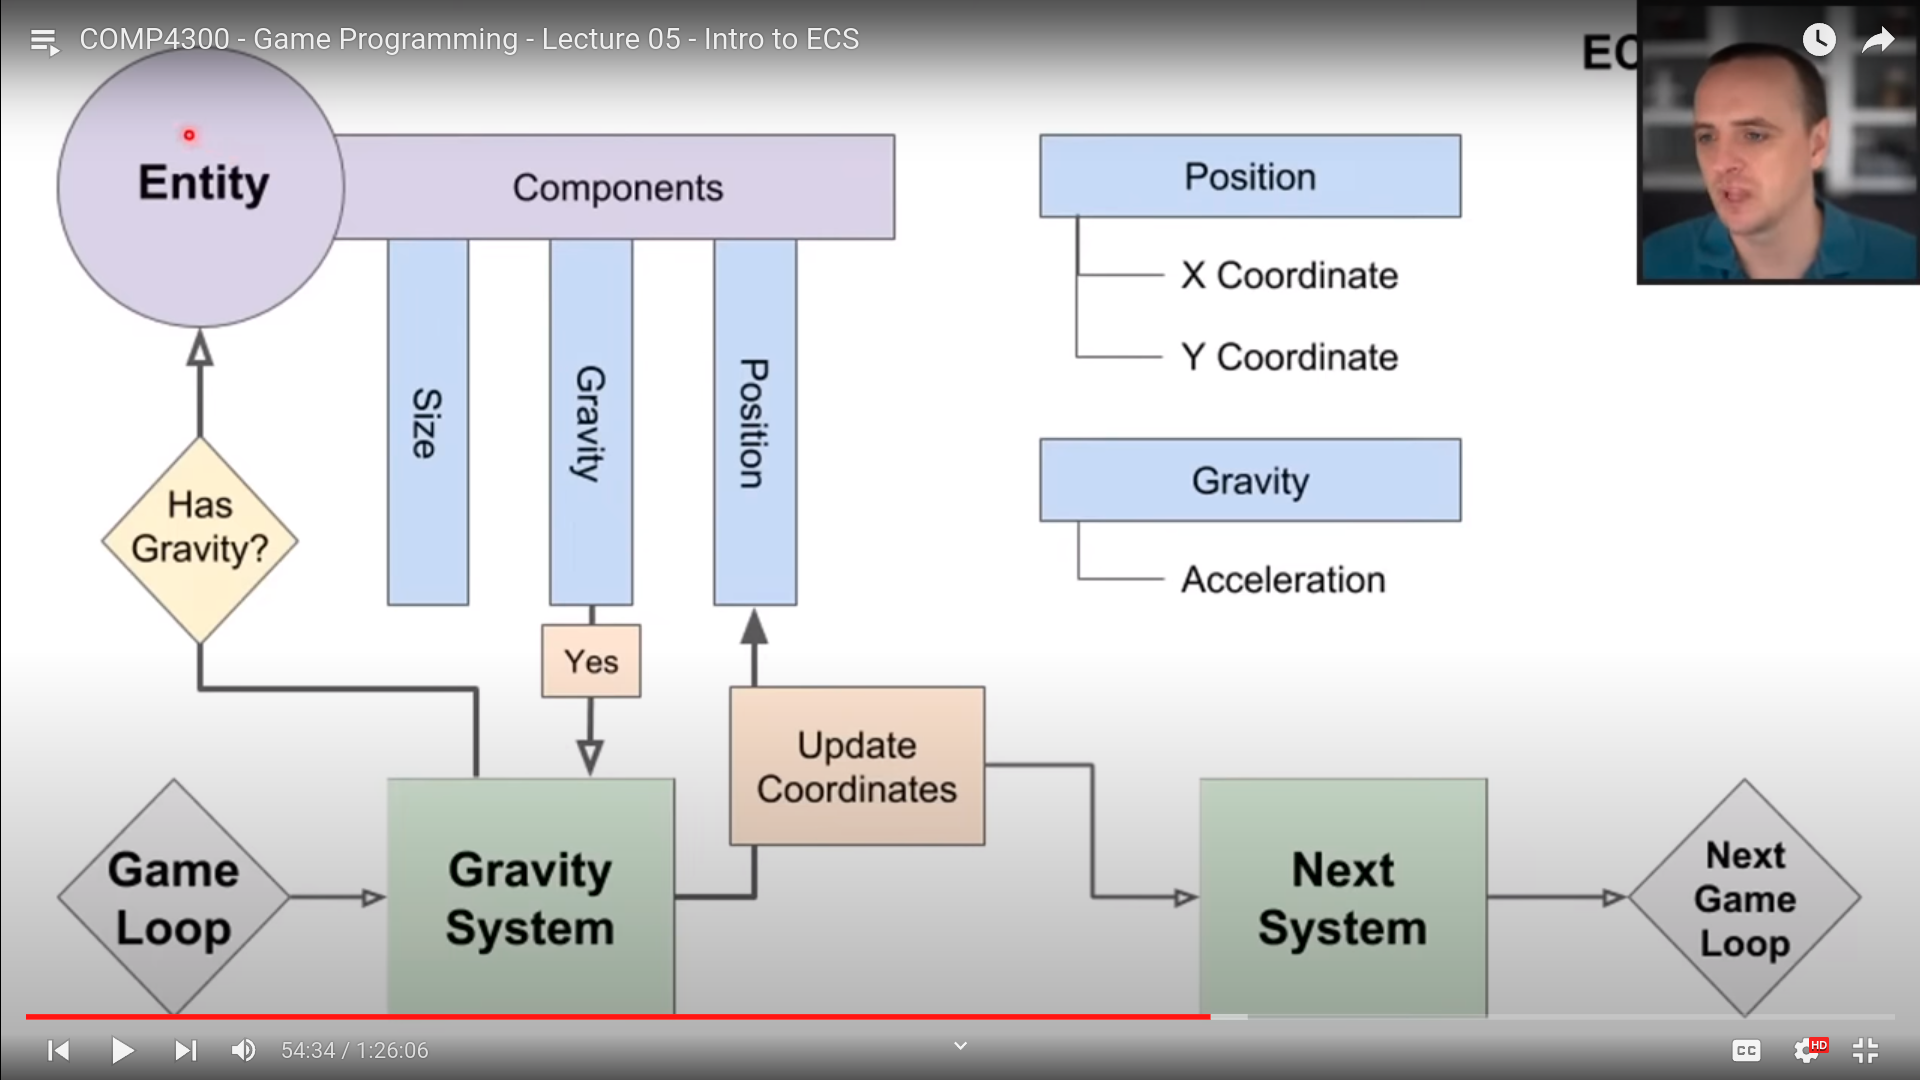 COMP4300 - Game Programming - Lecture 05 - Intro to ECS
EC
Entity
Components
Size
Gravity
Position
Position
X Coordinate
Y Coordinate
Gravity
Acceleration
Has
Gravity?
Yes
Update
Coordinates
Game
Loop
Gravity
System
Next
System
Next
Game
Loop
54:34 / 1:26:06
CC
HD